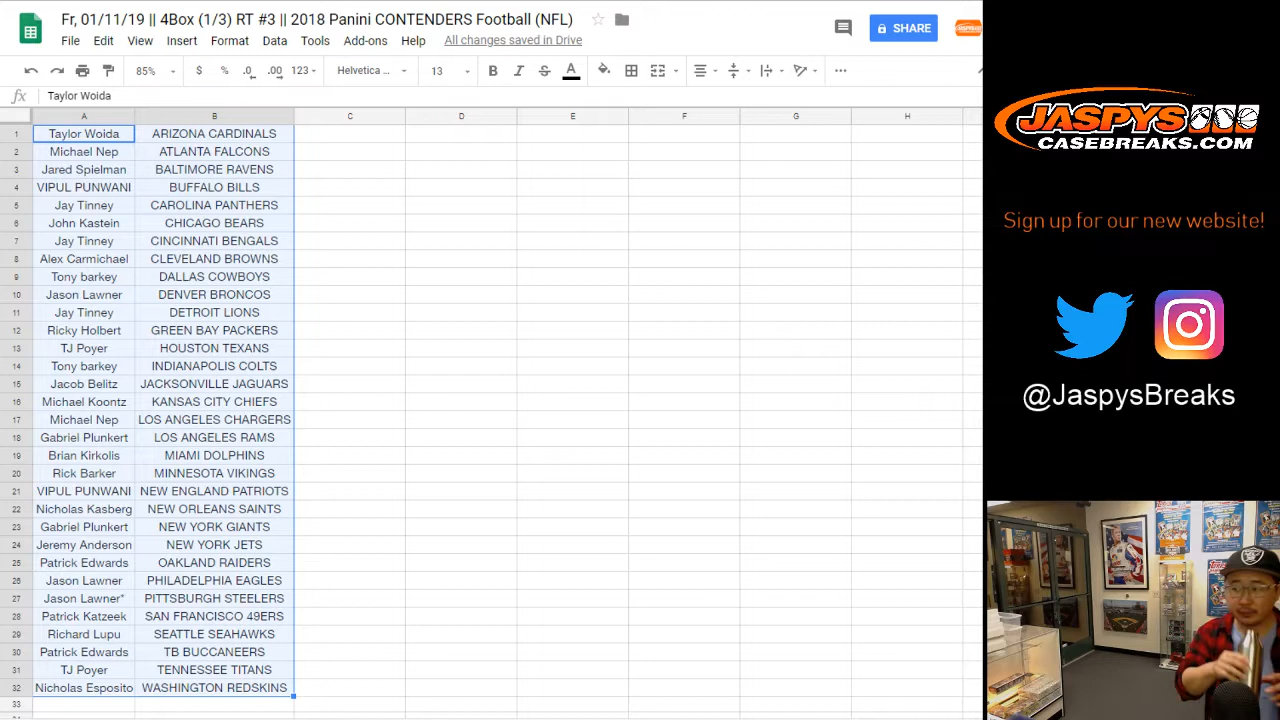 Fr, 01/11/19 || 4Box (1/3) RT #3 || 2018 Panini CONTENDERS Football (NFL)
File Edit View Insert Format Data Tools Add-ons Help All changes saved in Drive
SHARE
85% $ % .0 .00 123 Helvetica ... 13 B I S A
fx Taylor Woida
A B C D E F G H
1 Taylor Woida ARIZONA CARDINALS
2 Michael Nep ATLANTA FALCONS
3 Jared Spielman BALTIMORE RAVENS
4 VIPUL PUNWANI BUFFALO BILLS
5 Jay Tinney CAROLINA PANTHERS
6 John Kastein CHICAGO BEARS
7 Jay Tinney CINCINNATI BENGALS
8 Alex Carmichael CLEVELAND BROWNS
9 Tony barkey DALLAS COWBOYS
10 Jason Lawner DENVER BRONCOS
11 Jay Tinney DETROIT LIONS
12 Ricky Holbert GREEN BAY PACKERS
13 TJ Poyer HOUSTON TEXANS
14 Tony barkey INDIANAPOLIS COLTS
15 Jacob Belitz JACKSONVILLE JAGUARS
16 Michael Koontz KANSAS CITY CHIEFS
17 Michael Nep LOS ANGELES CHARGERS
18 Gabriel Plunkert LOS ANGELES RAMS
19 Brian Kirkolis MIAMI DOLPHINS
20 Rick Barker MINNESOTA VIKINGS
21 VIPUL PUNWANI NEW ENGLAND PATRIOTS
22 Nicholas Kasberg NEW ORLEANS SAINTS
23 Gabriel Plunkert NEW YORK GIANTS
24 Jeremy Anderson NEW YORK JETS
25 Patrick Edwards OAKLAND RAIDERS
26 Jason Lawner PHILADELPHIA EAGLES
27 Jason Lawner* PITTSBURGH STEELERS
28 Patrick Katzeek SAN FRANCISCO 49ERS
29 Richard Lupu SEATTLE SEAHAWKS
30 Patrick Edwards TB BUCCANEERS
31 TJ Poyer TENNESSEE TITANS
32 Nicholas Esposito WASHINGTON REDSKINS
33
JASPYS
CASEBREAKS.COM
Sign up for our new website!
@JaspysBreaks